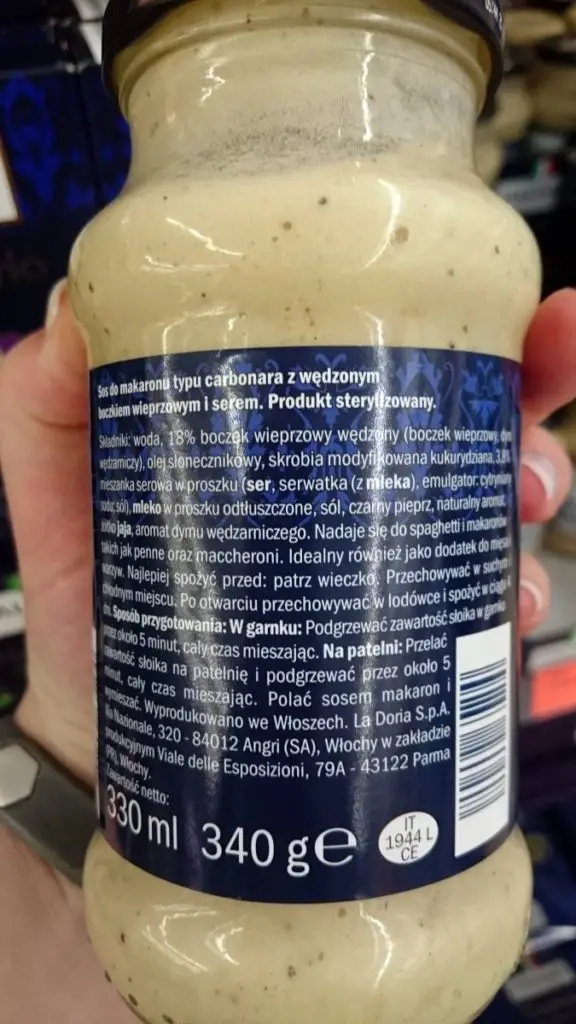 Sos do makaronu typu carbonara z wędzonym
boczkiem wieprzowym i serem. Produkt sterylizowany.
Składniki: woda, 18% boczek wieprzowy wędzony (boczek wieprzowy, dym
wędzarniczy), olej słonecznikowy, skrobia modyfikowana kukurydziana, 3,8%
mieszanka serowa w proszku (ser, serwatka (z mleka), emulgator: cytryniany
sodu; sól), mleko w proszku odtłuszczone, sól, czarny pieprz, naturalny aromat,
żółtko jaja, aromat dymu wędzarniczego. Nadaje się do spaghetti i makaronów
takich jak penne oraz maccheroni. Idealny również jako dodatek do mięsa i
warzyw. Najlepiej spożyć przed: patrz wieczko. Przechowywać w suchym i
chłodnym miejscu. Po otwarciu przechowywać w lodówce i spożyć w ciągu 4
dni. Sposób przygotowania: W garnku: Podgrzewać zawartość słoika w garnku
przez około 5 minut, cały czas mieszając. Na patelni: Przelać
zawartość słoika na patelnię i podgrzewać przez około 5
minut, cały czas mieszając. Polać sosem makaron i
wymieszać. Wyprodukowano we Włoszech. La Doria S.p.A.
Via Nazionale, 320 - 84012 Angri (SA), Włochy w zakładzie
produkcyjnym Viale delle Esposizioni, 79A - 43122 Parma
(PR), Włochy.
Zawartość netto:
330 ml 340 g e
IT
1944 L
CE